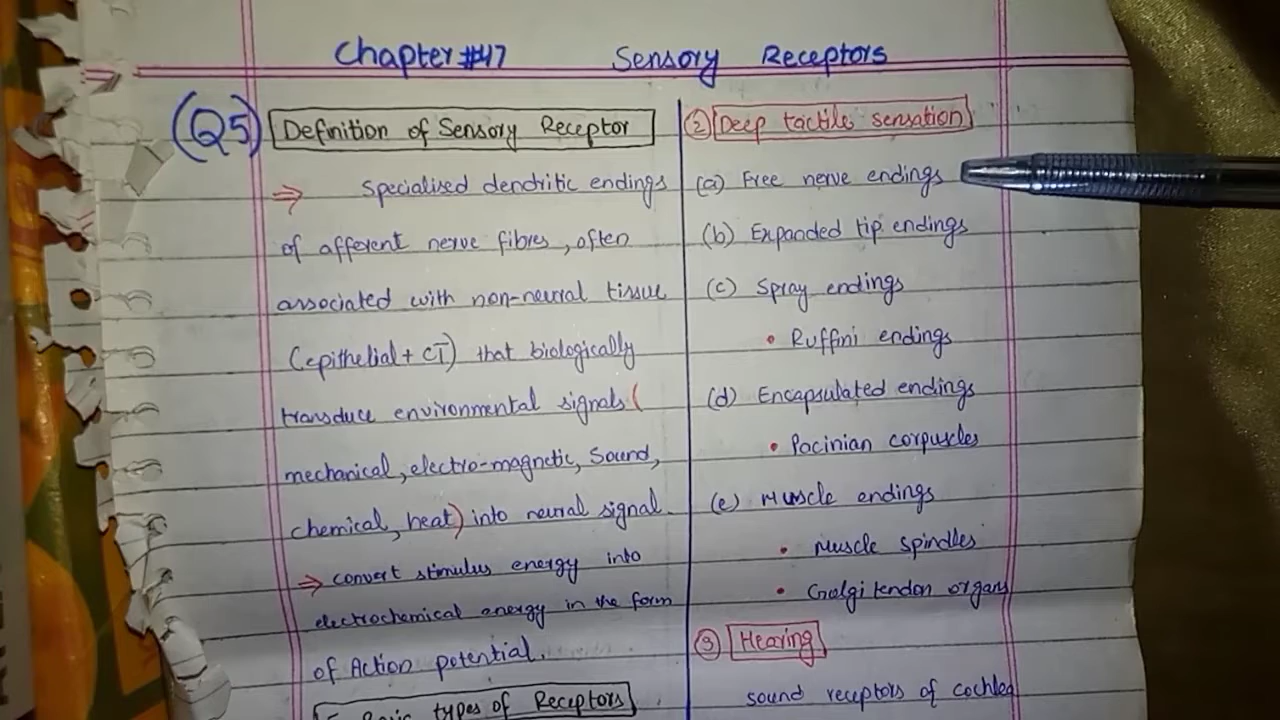 Chapter #47 Sensory Receptors
(Q5) Definition of Sensory Receptor
⇒ Specialised dendritic endings
of afferent nerve fibres, often
associated with non-neural tissue
(epithelial + CT) that biologically
transduce environmental signals (
mechanical, electro-magnetic, Sound,
chemical, heat) into neural signal.
⇒ convert stimulus energy into
electrochemical energy in the form
of Action potential.
types of Receptors
② Deep tactile sensation
(a) Free nerve endings
(b) Expanded tip endings
(c) Spray endings
• Ruffini endings
(d) Encapsulated endings
• Pacinian corpuscles
(e) Muscle endings
• Muscle spindles
• Golgi tendon organs
③ Hearing
sound receptors of cochlea